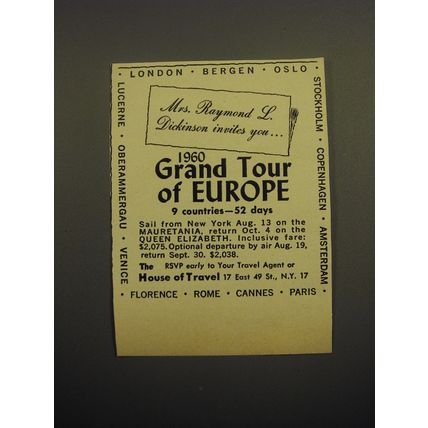 • LONDON • BERGEN • OSLO •
STOCKHOLM • COPENHAGEN • AMSTERDAM •
LUCERNE • OBERAMMERGAU • VENICE
Mrs. Raymond L.
Dickinson invites you...
1960
Grand Tour
of EUROPE
9 countries—52 days
Sail from New York Aug. 13 on the
MAURETANIA, return Oct. 4 on the
QUEEN ELIZABETH. Inclusive fare:
$2,075. Optional departure by air Aug. 19,
return Sept. 30. $2,038.
The RSVP early to Your Travel Agent or
House of Travel 17 East 49 St., N.Y. 17
• FLORENCE • ROME • CANNES • PARIS •